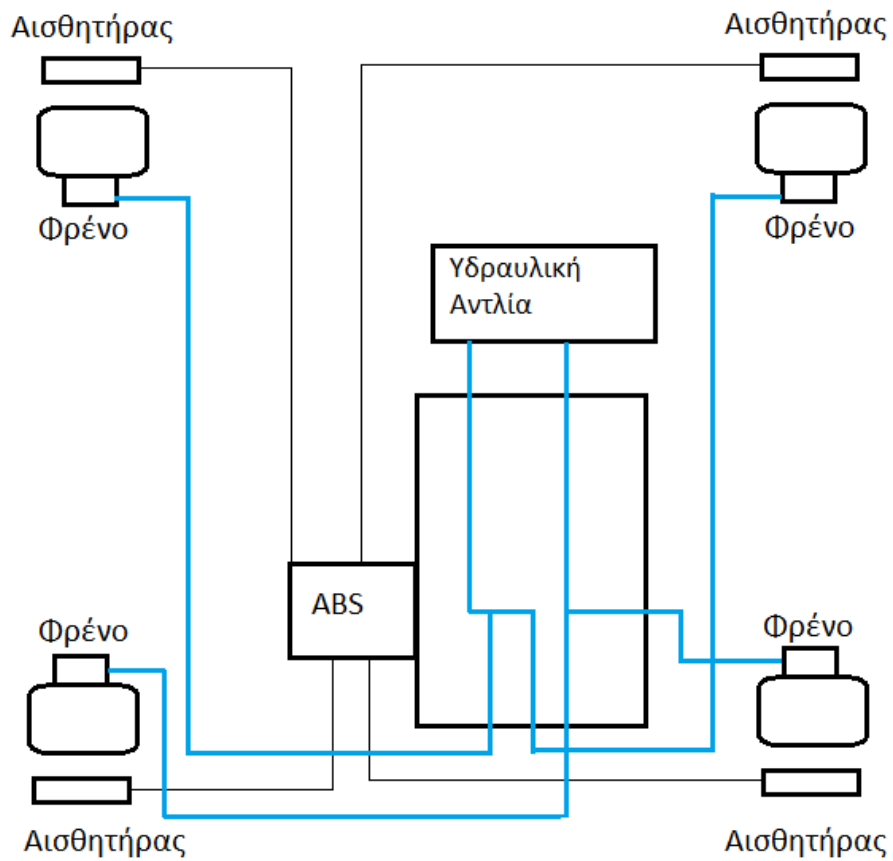 Αισθητήρας
Αισθητήρας
Φρένο
Φρένο
Υδραυλική
Αντλία
ABS
Φρένο
Φρένο
Αισθητήρας
Αισθητήρας